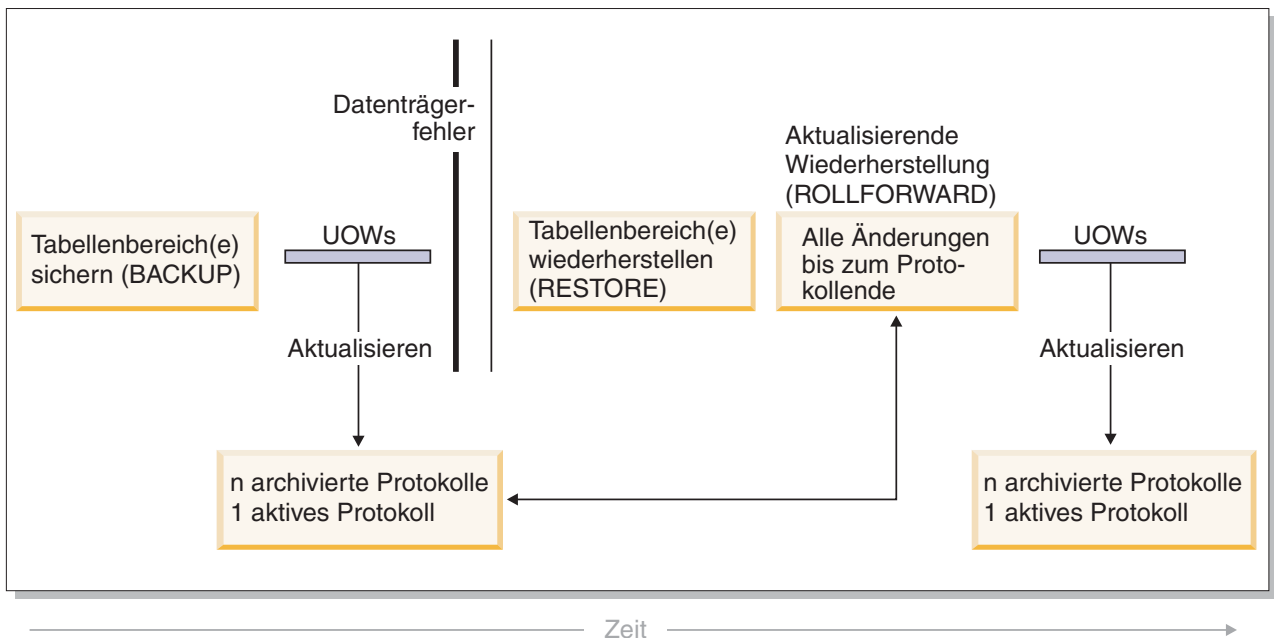 Datenträger-
fehler
Aktualisierende
Wiederherstellung
(ROLLFORWARD)
Tabellenbereich(e)
sichern (BACKUP)
UOWs
Tabellenbereich(e)
wiederherstellen
(RESTORE)
Alle Änderungen
bis zum Proto-
kollende
UOWs
Aktualisieren
Aktualisieren
n archivierte Protokolle
1 aktives Protokoll
n archivierte Protokolle
1 aktives Protokoll
Zeit